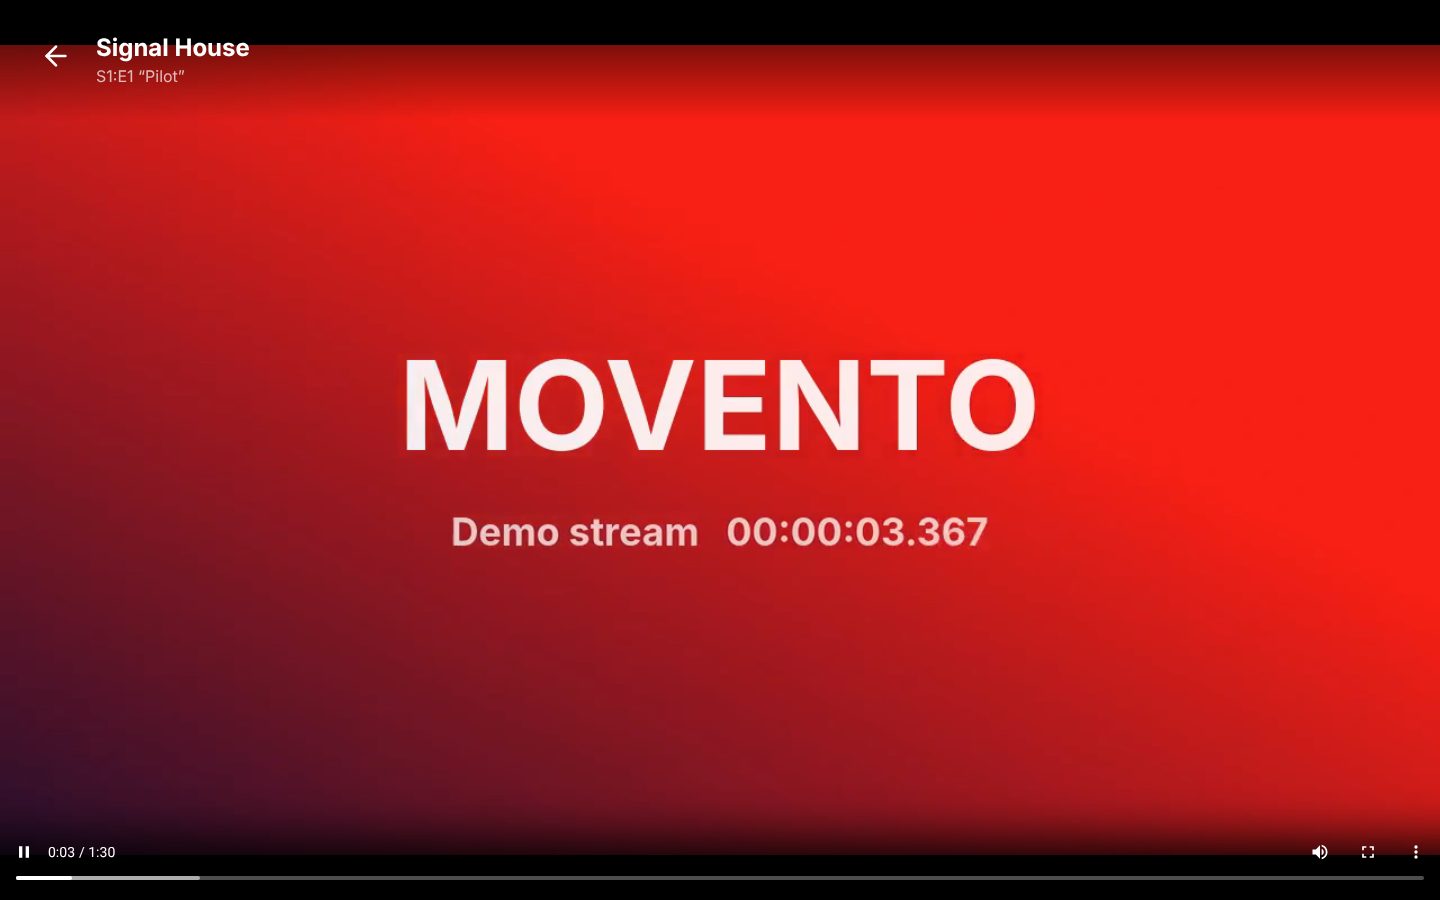 Signal House
S1:E1 “Pilot”
MOVENTO
Demo stream 00:00:03.367
0:03 / 1:30